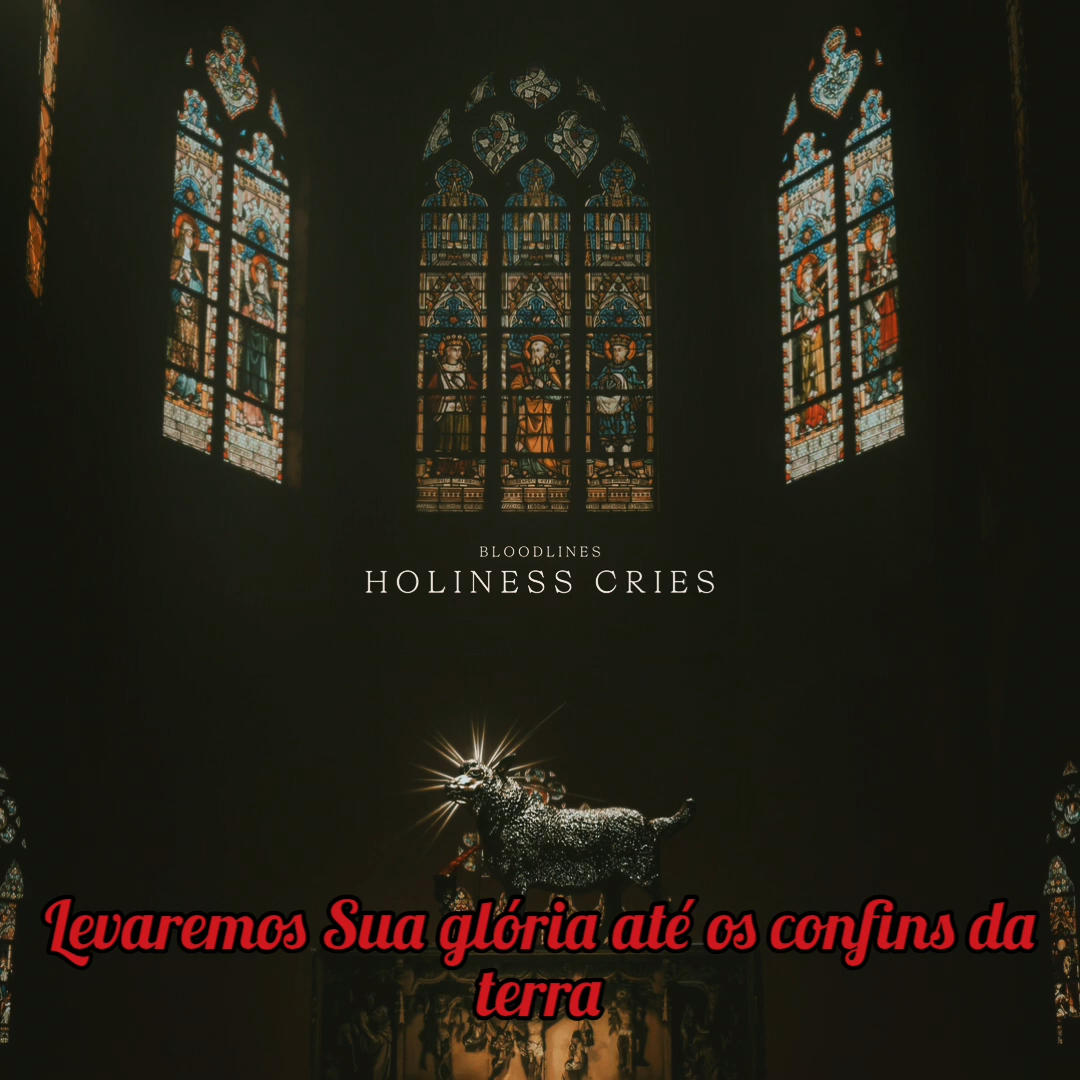 BLOODLINES
HOLINESS CRIES
Levaremos Sua glória até os confins da
terra